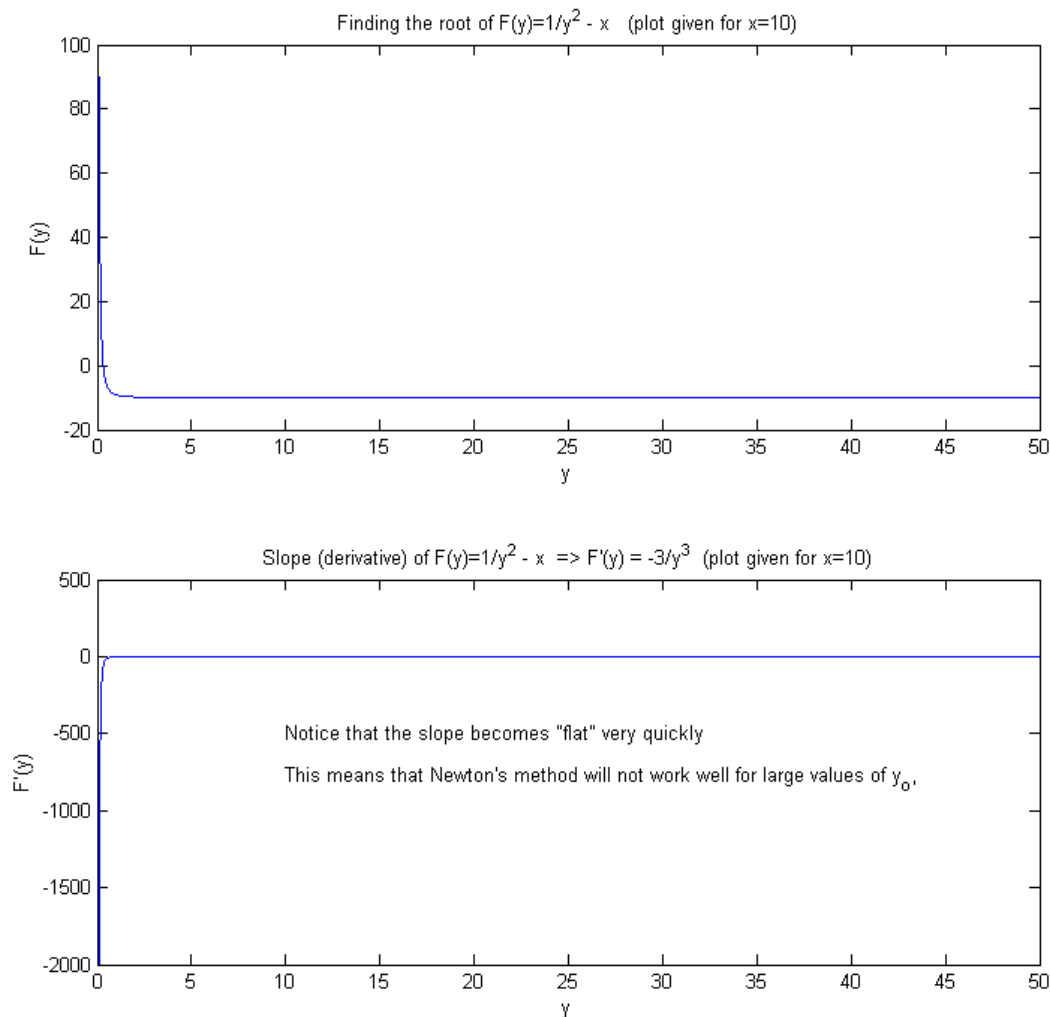 Finding the root of F(y)=1/y² - x (plot given for x=10)
100
80
60
40
20
0
-20
F(y)
0 5 10 15 20 25 30 35 40 45 50
y
Slope (derivative) of F(y)=1/y² - x => F'(y) = -3/y³ (plot given for x=10)
500
0
-500
-1000
-1500
-2000
F'(y)
Notice that the slope becomes "flat" very quickly
This means that Newton's method will not work well for large values of yₒ,
0 5 10 15 20 25 30 35 40 45 50
y